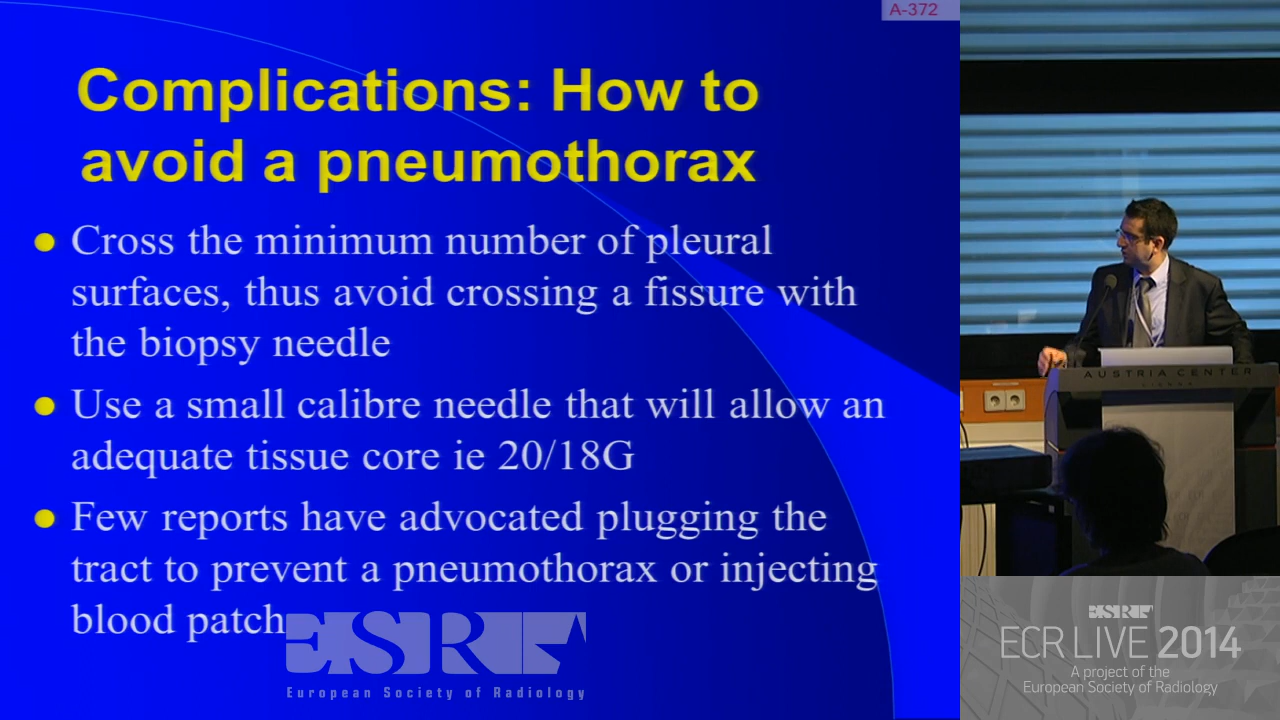 A-372
Complications: How to
avoid a pneumothorax
Cross the minimum number of pleural
surfaces, thus avoid crossing a fissure with
the biopsy needle
Use a small calibre needle that will allow an
adequate tissue core ie 20/18G
Few reports have advocated plugging the
tract to prevent a pneumothorax or injecting
blood patch
ESR
European Society of Radiology
AUSTRIA CENTER
ESR
ECR LIVE 2014
A project of the
European Society of Radiology